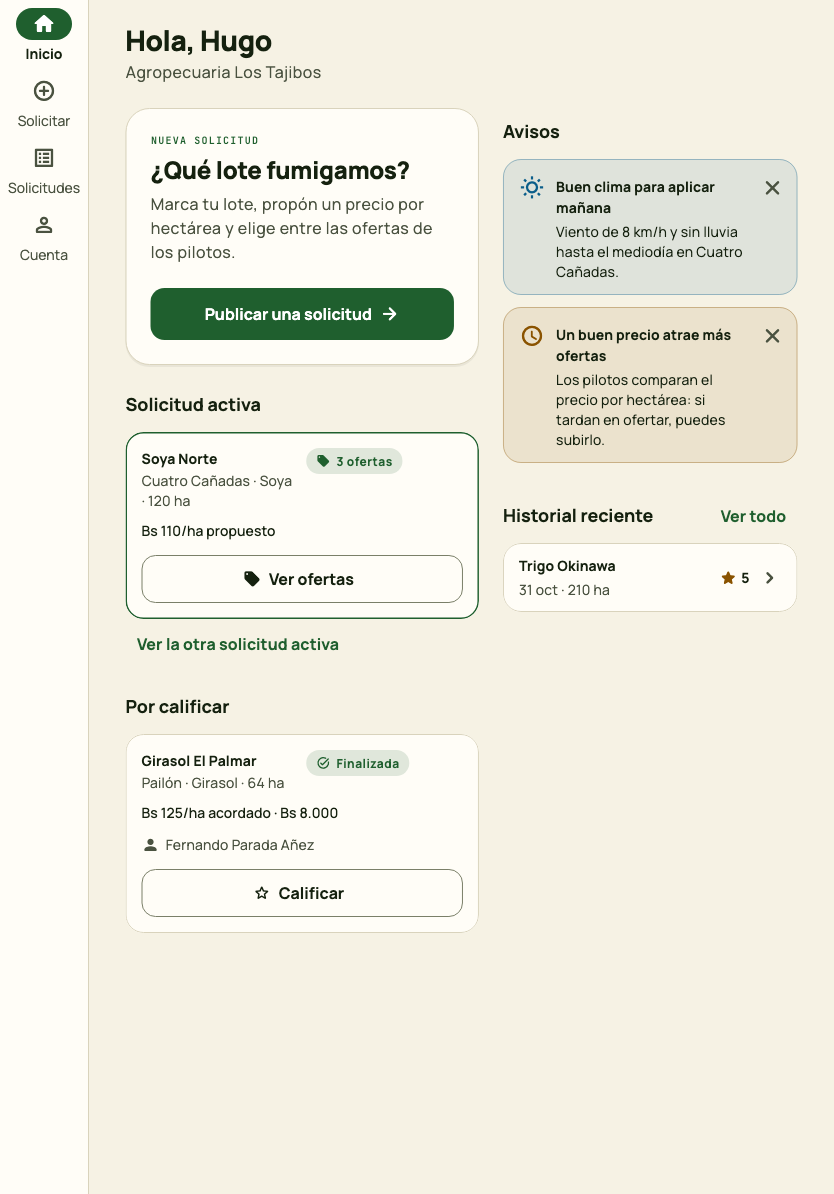 Inicio
Solicitar
Solicitudes
Cuenta
Hola, Hugo
Agropecuaria Los Tajibos
NUEVA SOLICITUD
¿Qué lote fumigamos?
Marca tu lote, propón un precio por
hectárea y elige entre las ofertas de
los pilotos.
Publicar una solicitud
Solicitud activa
Soya Norte
3 ofertas
Cuatro Cañadas · Soya
· 120 ha
Bs 110/ha propuesto
Ver ofertas
Ver la otra solicitud activa
Por calificar
Girasol El Palmar
Finalizada
Pailón · Girasol · 64 ha
Bs 125/ha acordado · Bs 8.000
Fernando Parada Añez
Calificar
Avisos
Buen clima para aplicar
mañana
Viento de 8 km/h y sin lluvia
hasta el mediodía en Cuatro
Cañadas.
Un buen precio atrae más
ofertas
Los pilotos comparan el
precio por hectárea: si
tardan en ofertar, puedes
subirlo.
Historial reciente
Ver todo
Trigo Okinawa
5
31 oct · 210 ha